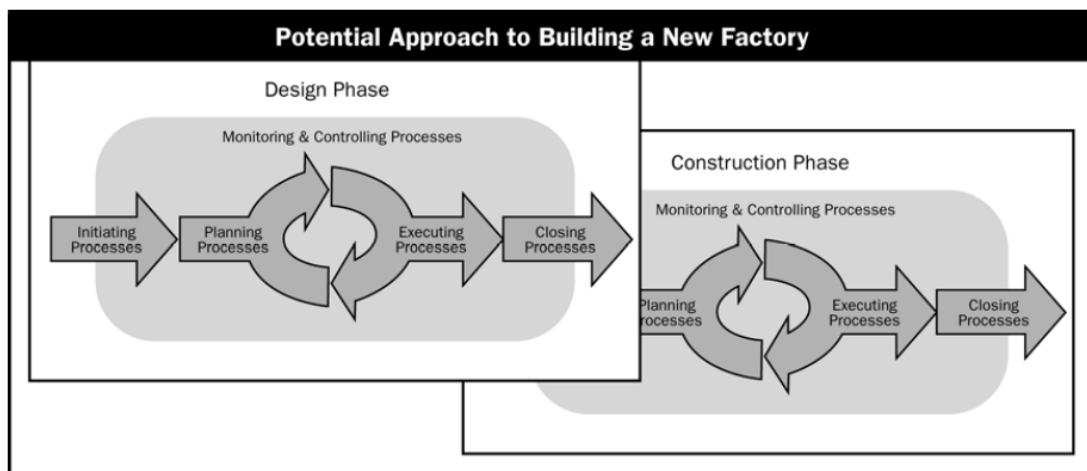 Potential Approach to Building a New Factory
Design Phase
Monitoring & Controlling Processes
Initiating
Processes
Planning
Processes
Executing
Processes
Closing
Processes
Construction Phase
Monitoring & Controlling Processes
Planning
Processes
Executing
Processes
Closing
Processes